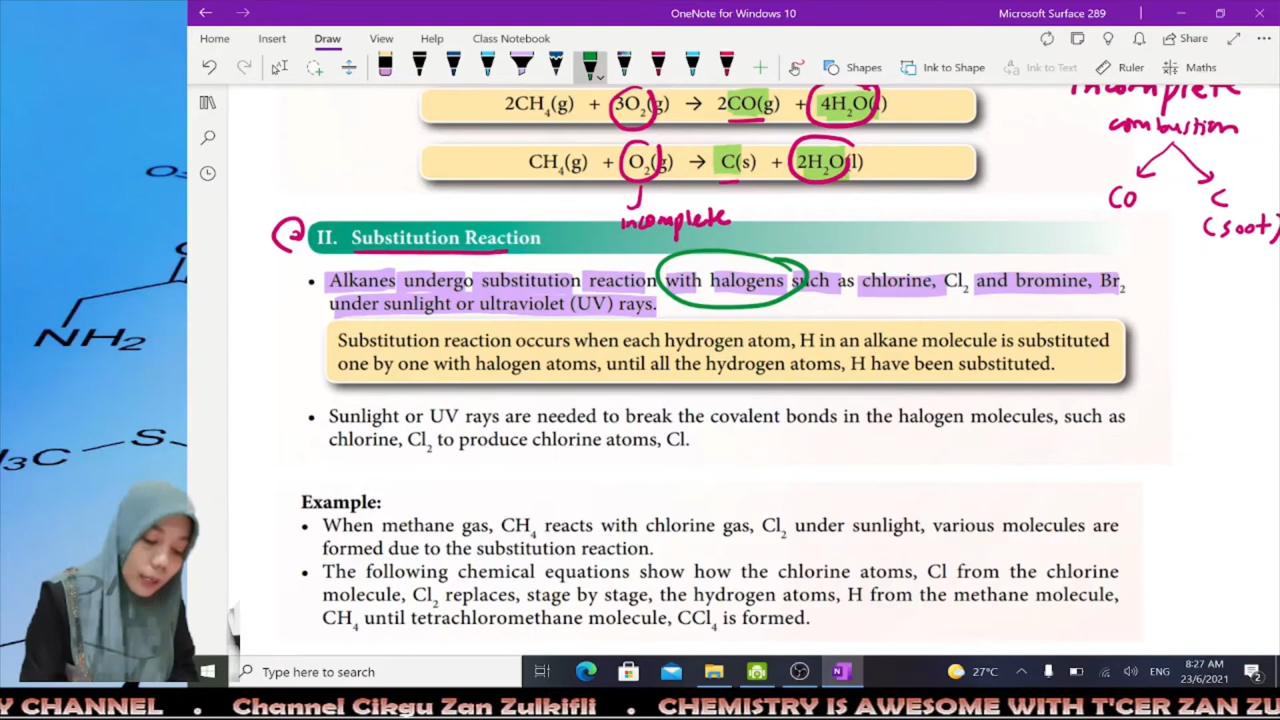 OneNote for Windows 10
Microsoft Surface 289
Home Insert Draw View Help Class Notebook
Share
Shapes Ink to Shape Ink to Text Ruler Maths
2CH₄(g) + 3O₂(g) → 2CO(g) + 4H₂O(l)
incomplete
combustion
CH₄(g) + O₂(g) → C(s) + 2H₂O(l)
CO C
(soot)
incomplete
2
II. Substitution Reaction
• Alkanes undergo substitution reaction with halogens such as chlorine, Cl₂ and bromine, Br₂
under sunlight or ultraviolet (UV) rays.
Substitution reaction occurs when each hydrogen atom, H in an alkane molecule is substituted
one by one with halogen atoms, until all the hydrogen atoms, H have been substituted.
• Sunlight or UV rays are needed to break the covalent bonds in the halogen molecules, such as
chlorine, Cl₂ to produce chlorine atoms, Cl.
Example:
• When methane gas, CH₄ reacts with chlorine gas, Cl₂ under sunlight, various molecules are
formed due to the substitution reaction.
• The following chemical equations show how the chlorine atoms, Cl from the chlorine
molecule, Cl₂ replaces, stage by stage, the hydrogen atoms, H from the methane molecule,
CH₄ until tetrachloromethane molecule, CCl₄ is formed.
NH₂
₃C S
Type here to search
27°C
ENG
8:27 AM
23/6/2021
2
Y CHANNEL . Channel Cikgu Zan Zulkifli . CHEMISTRY IS AWESOME WITH T'CER ZAN ZU